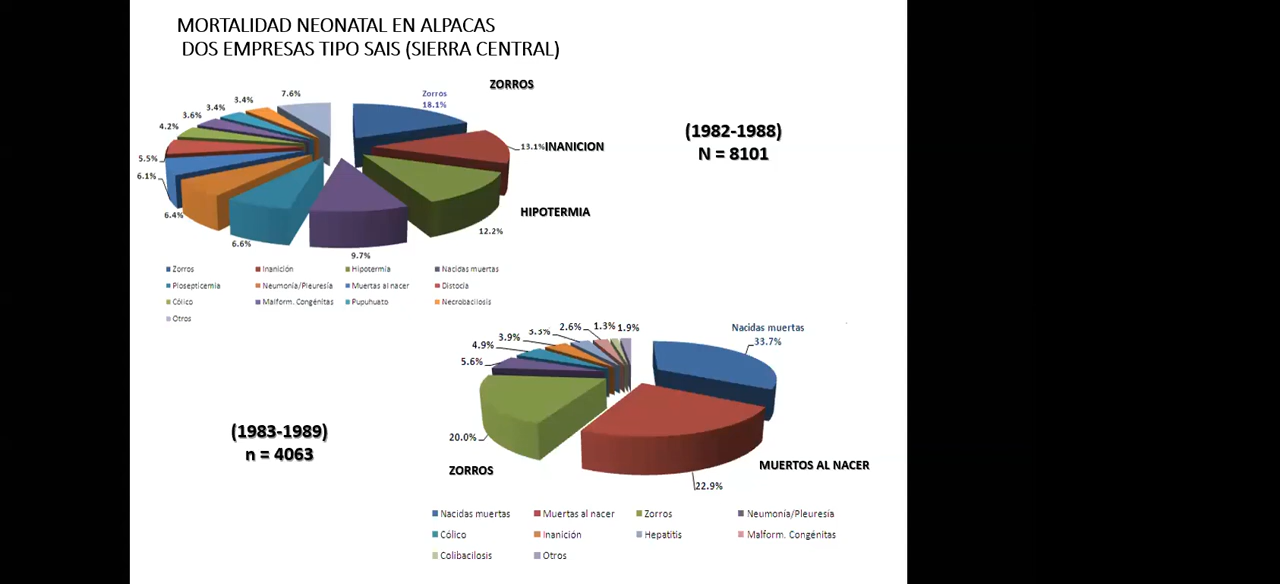 MORTALIDAD NEONATAL EN ALPACAS
DOS EMPRESAS TIPO SAIS (SIERRA CENTRAL)
ZORROS
Zorros
18.1%
13.1%
INANICION
HIPOTERMIA
12.2%
9.7%
6.6%
6.4%
6.1%
5.5%
4.2%
3.6%
3.4%
3.4%
7.6%
(1982-1988)
N = 8101
Zorros Inanición Hipotermia Nacidas muertas
Piosepticemia Neumonía/Pleuresía Muertas al nacer Distocia
Cólico Malform. Congénitas Pupuhuato Necrobacilosis
Otros
Nacidas muertas
33.7%
MUERTOS AL NACER
22.9%
ZORROS
20.0%
5.6%
4.9%
3.9%
3.3%
2.6%
1.3%
1.9%
(1983-1989)
n = 4063
Nacidas muertas Muertas al nacer Zorros Neumonía/Pleuresía
Cólico Inanición Hepatitis Malform. Congénitas
Colibacilosis Otros